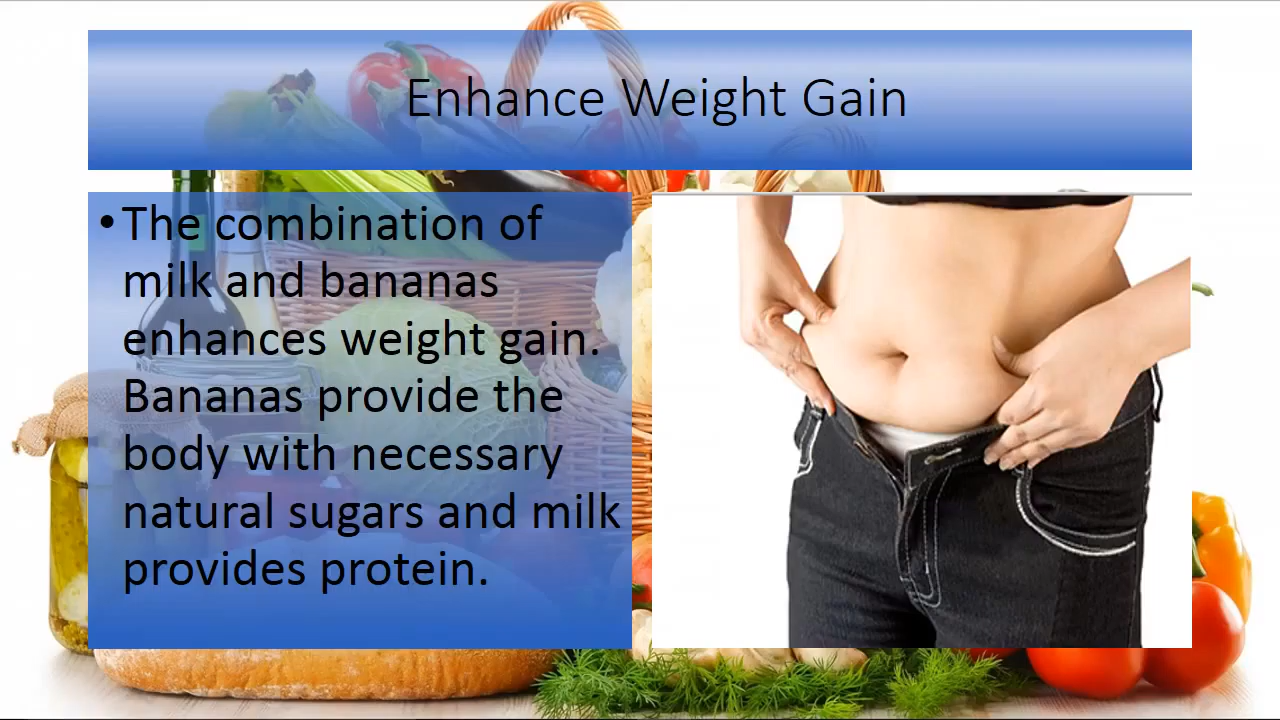 Enhance Weight Gain
• The combination of
milk and bananas
enhances weight gain.
Bananas provide the
body with necessary
natural sugars and milk
provides protein.